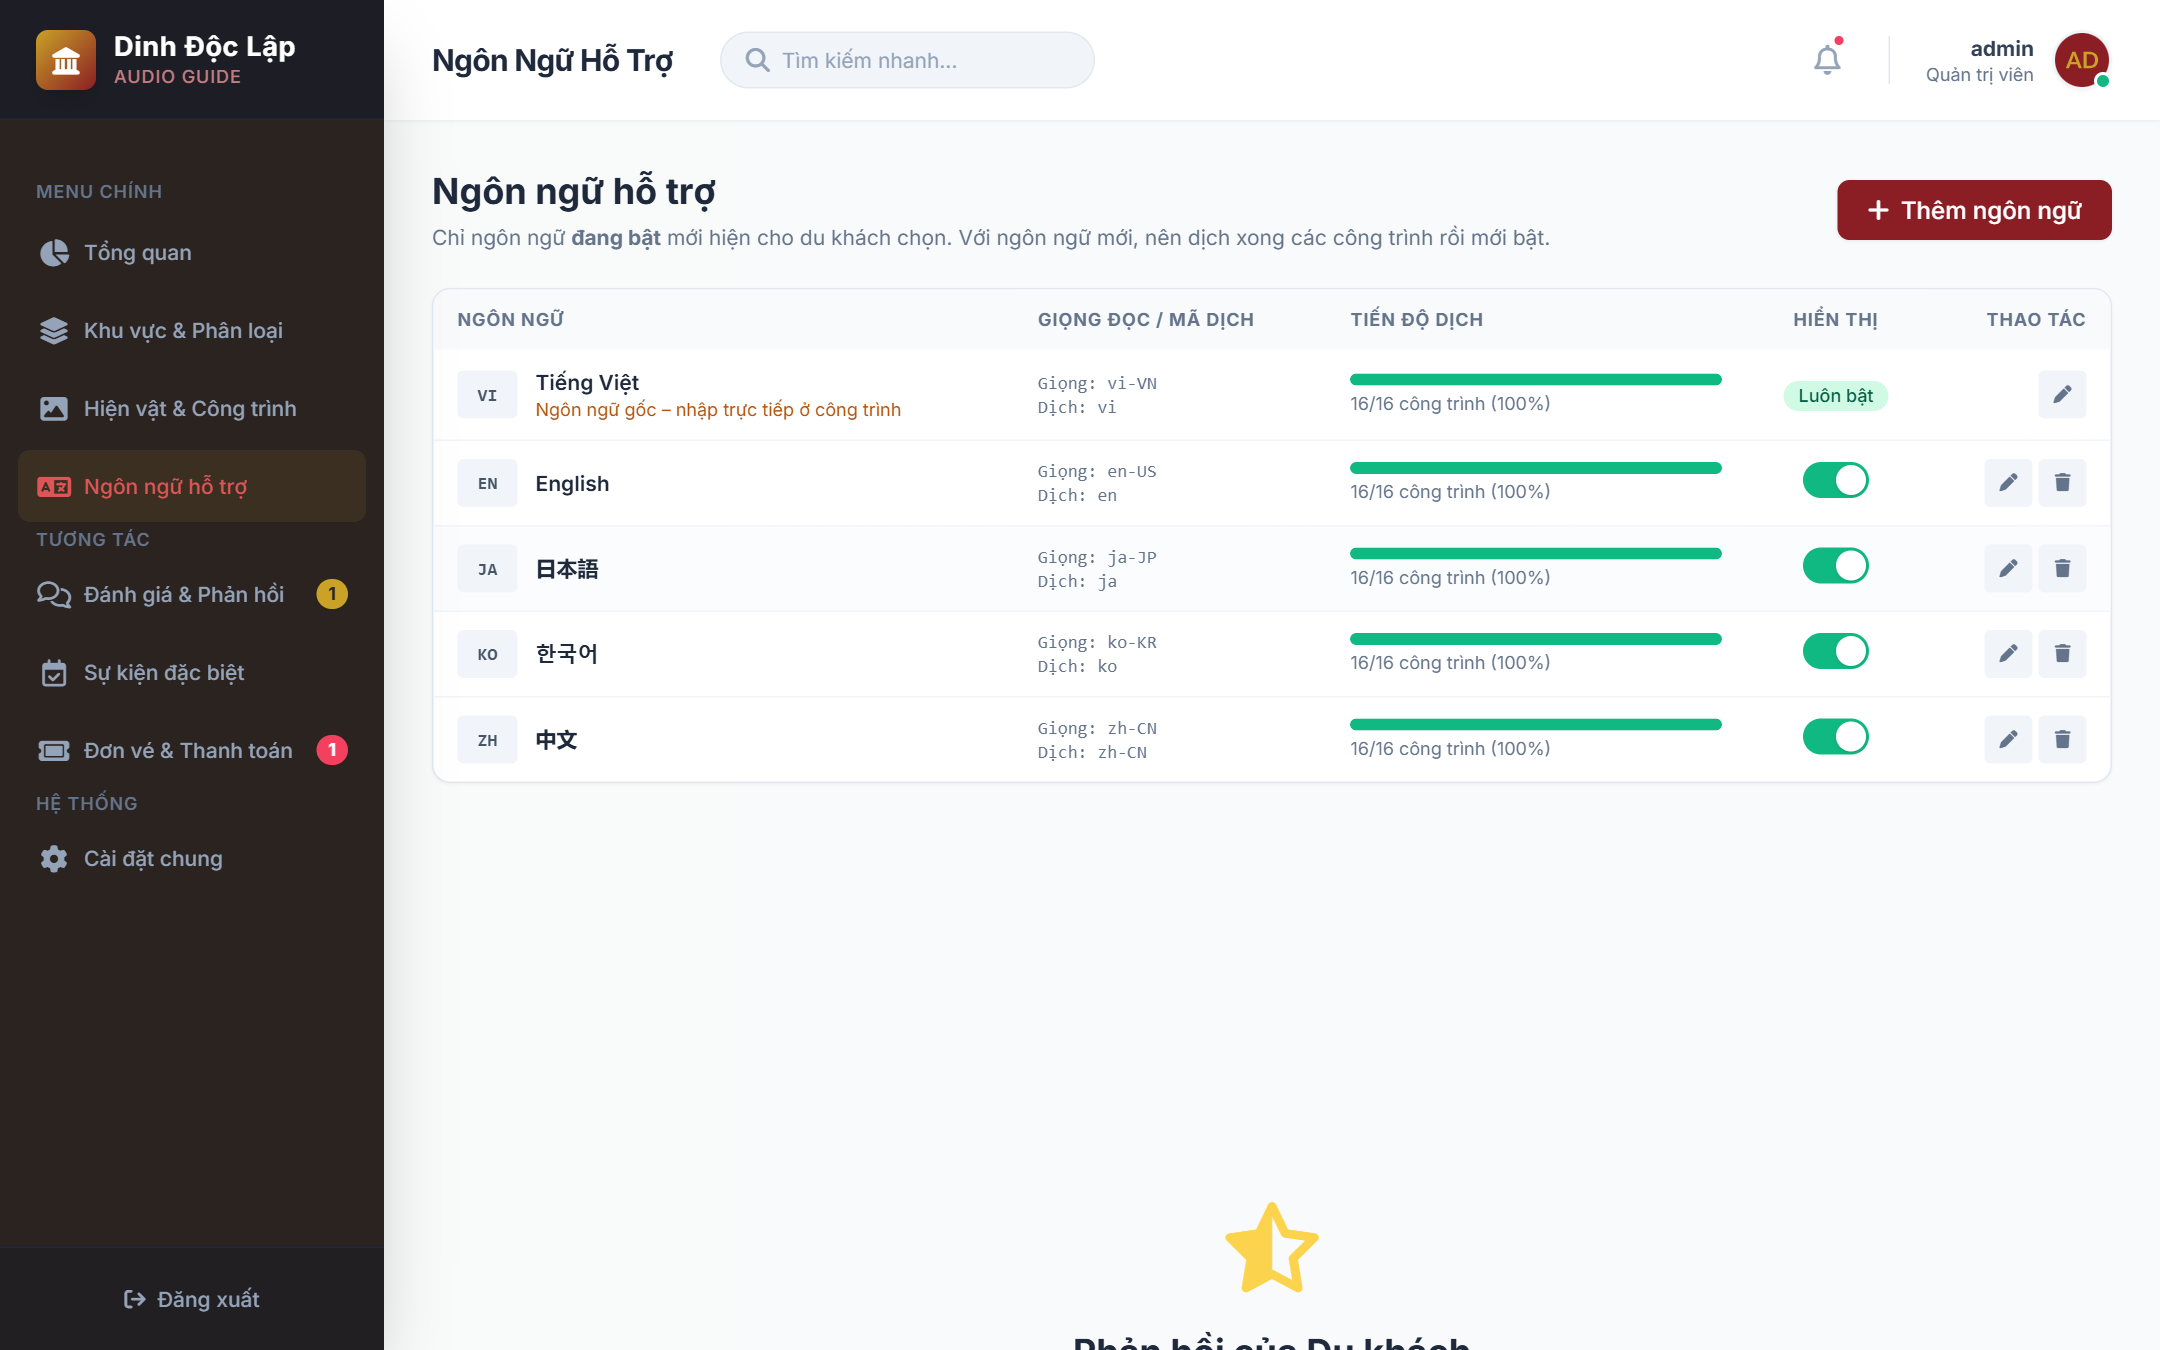 Dinh Độc Lập
AUDIO GUIDE
MENU CHÍNH
Tổng quan
Khu vực & Phân loại
Hiện vật & Công trình
Ngôn ngữ hỗ trợ
TƯƠNG TÁC
Đánh giá & Phản hồi 1
Sự kiện đặc biệt
Đơn vé & Thanh toán 1
HỆ THỐNG
Cài đặt chung
Đăng xuất
Ngôn Ngữ Hỗ Trợ
Tìm kiếm nhanh...
admin
Quản trị viên
AD
Ngôn ngữ hỗ trợ
Chỉ ngôn ngữ đang bật mới hiện cho du khách chọn. Với ngôn ngữ mới, nên dịch xong các công trình rồi mới bật.
Thêm ngôn ngữ
NGÔN NGỮ GIỌNG ĐỌC / MÃ DỊCH TIẾN ĐỘ DỊCH HIỂN THỊ THAO TÁC
VI
Tiếng Việt
Ngôn ngữ gốc – nhập trực tiếp ở công trình
Giọng: vi-VN
Dịch: vi
16/16 công trình (100%)
Luôn bật
EN
English
Giọng: en-US
Dịch: en
16/16 công trình (100%)
JA
日本語
Giọng: ja-JP
Dịch: ja
16/16 công trình (100%)
KO
한국어
Giọng: ko-KR
Dịch: ko
16/16 công trình (100%)
ZH
中文
Giọng: zh-CN
Dịch: zh-CN
16/16 công trình (100%)
Phản hồi của Du khách